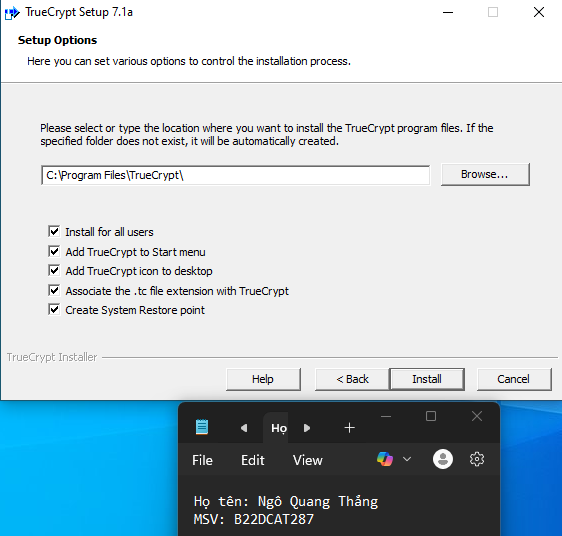 TrueCrypt Setup 7.1a
Setup Options
Here you can set various options to control the installation process.
Please select or type the location where you want to install the TrueCrypt program files. If the
specified folder does not exist, it will be automatically created.
C:\Program Files\TrueCrypt\
Browse...
Install for all users
Add TrueCrypt to Start menu
Add TrueCrypt icon to desktop
Associate the .tc file extension with TrueCrypt
Create System Restore point
TrueCrypt Installer
Help
< Back
Install
Cancel
Họ
File Edit View
Họ tên: Ngô Quang Thắng
MSV: B22DCAT287